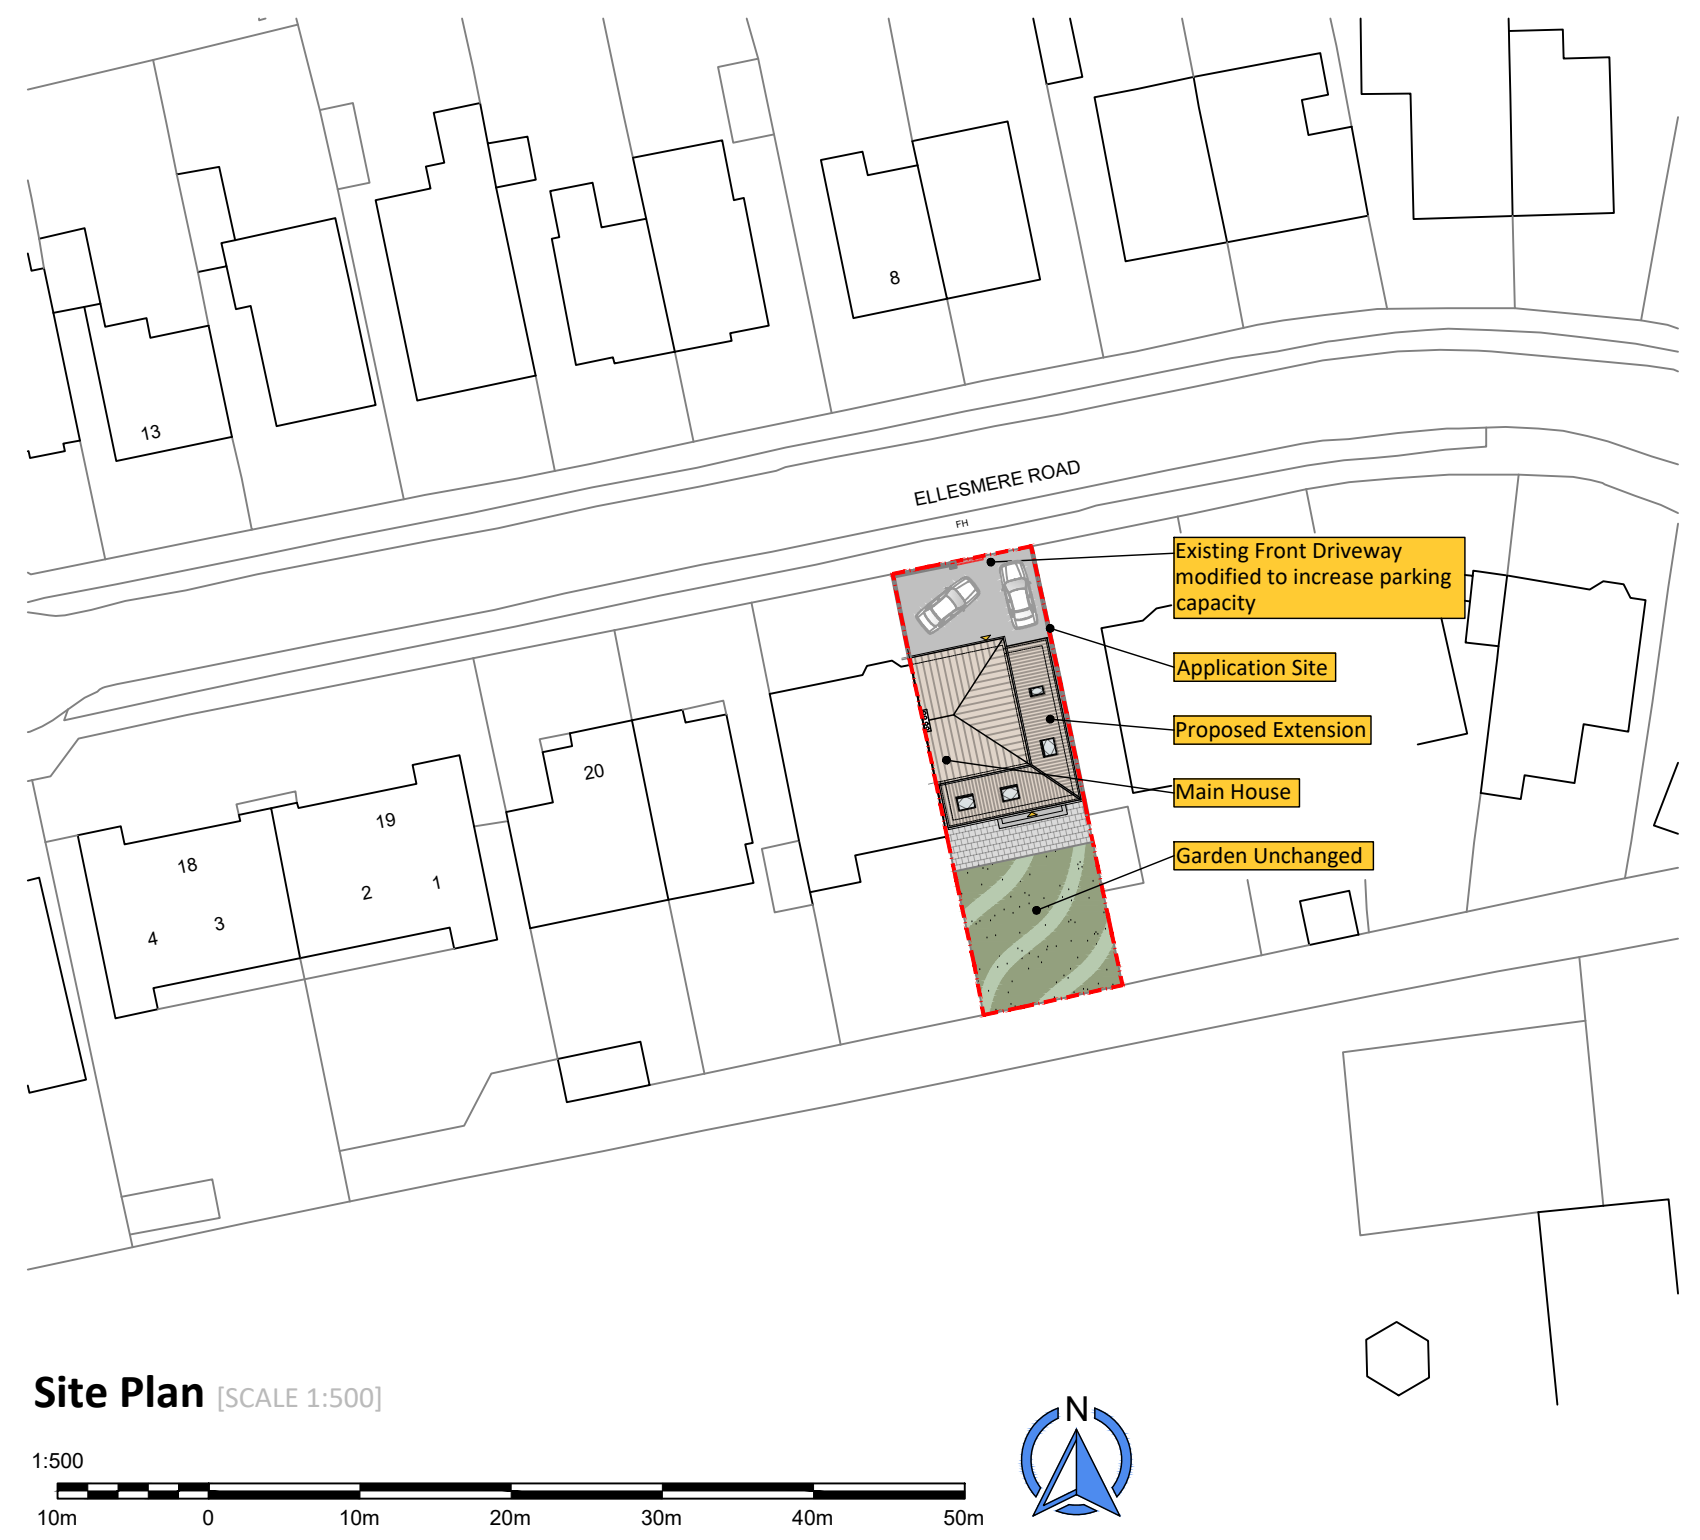 8
13
ELLESMERE ROAD
FH
Existing Front Driveway
modified to increase parking
capacity
Application Site
Proposed Extension
Main House
Garden Unchanged
20
19
18
2
1
4
3
Site Plan [SCALE 1:500]
N
1:500
10m 0 10m 20m 30m 40m 50m